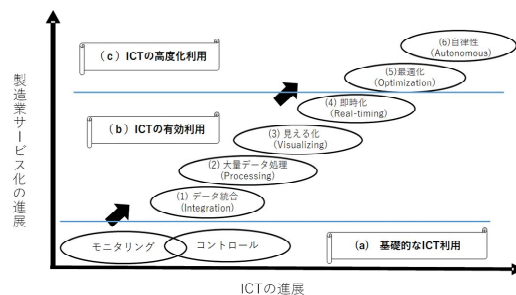 (6)自律性
(Autonomous)
（ｃ）ICTの高度化利用
(5)最適化
(Optimization)
(4) 即時化
(Real-timing)
（ｂ）ICTの有効利用
(3) 見える化
(Visualizing)
(2) 大量データ処理
(Processing)
(1) データ統合
(Integration)
モニタリング
コントロール
(a) 基礎的なICT利用
製造業サービス化の進展
ICTの進展